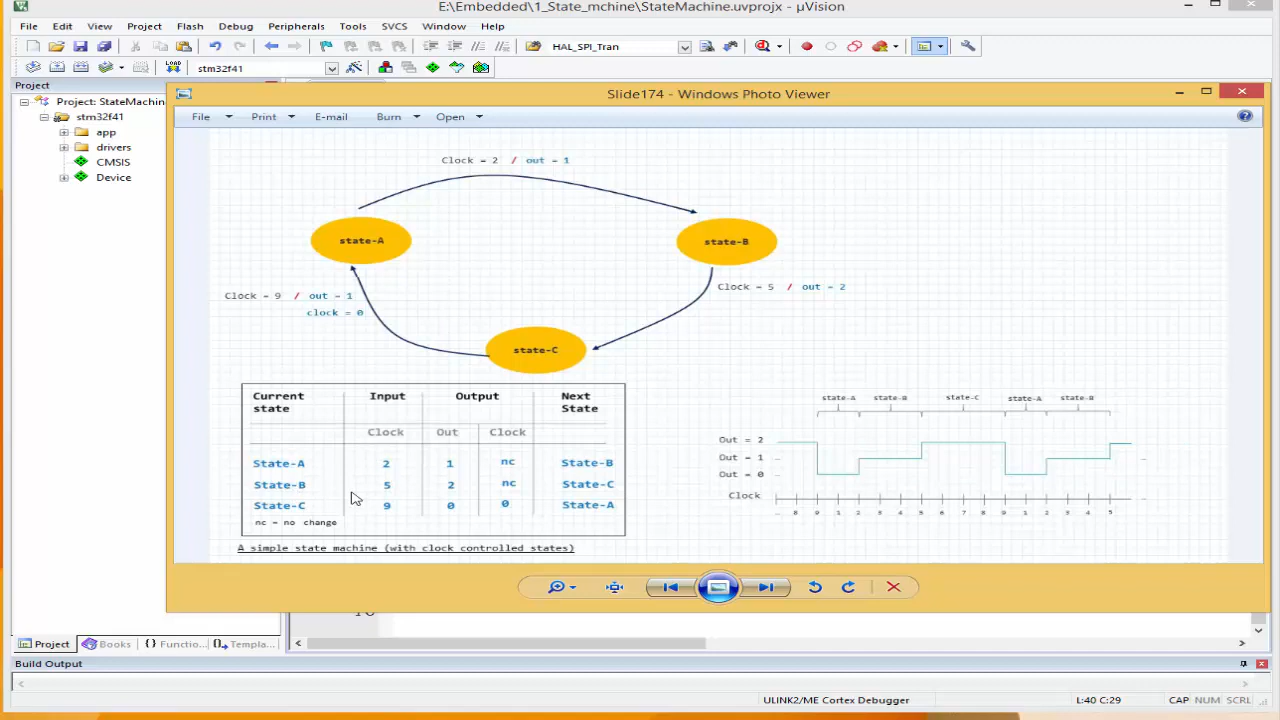 E:\Embedded\1_State_mchine\StateMachine.uvprojx - µVision
File Edit View Project Flash Debug Peripherals Tools SVCS Window Help
HAL_SPI_Tran
LOAD
stm32f41
Project
Project: StateMachin
stm32f41
app
drivers
CMSIS
Device
Slide174 - Windows Photo Viewer
File Print E-mail Burn Open
Clock = 2 / out = 1
state-A
state-B
Clock = 9 / out = 1
clock = 0
Clock = 5 / out = 2
state-C
Current state Input Output Next State
Clock Out Clock
State-A 2 1 nc State-B
State-B 5 2 nc State-C
State-C 9 0 0 State-A
nc = no change
A simple state machine (with clock controlled states)
state-A state-B state-C state-A state-B
Out = 2
Out = 1
Out = 0
Clock
8 0 1 2 3 4 5 6 7 8 0 1 2 3 4 5
Project Books Functio... Templa...
Build Output
ULINK2/ME Cortex Debugger L:40 C:29 CAP NUM SCRL